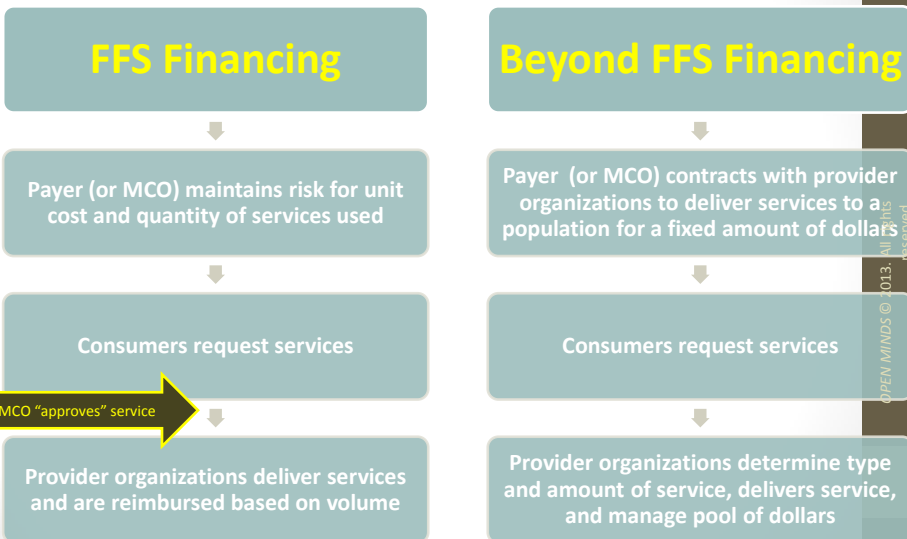 FFS Financing
Payer (or MCO) maintains risk for unit
cost and quantity of services used
Consumers request services
MCO “approves” service
Provider organizations deliver services
and are reimbursed based on volume
Beyond FFS Financing
Payer (or MCO) contracts with provider
organizations to deliver services to a
population for a fixed amount of dollars
Consumers request services
Provider organizations determine type
and amount of service, delivers service,
and manage pool of dollars
OPEN MINDS © 2013. All rights
reserved